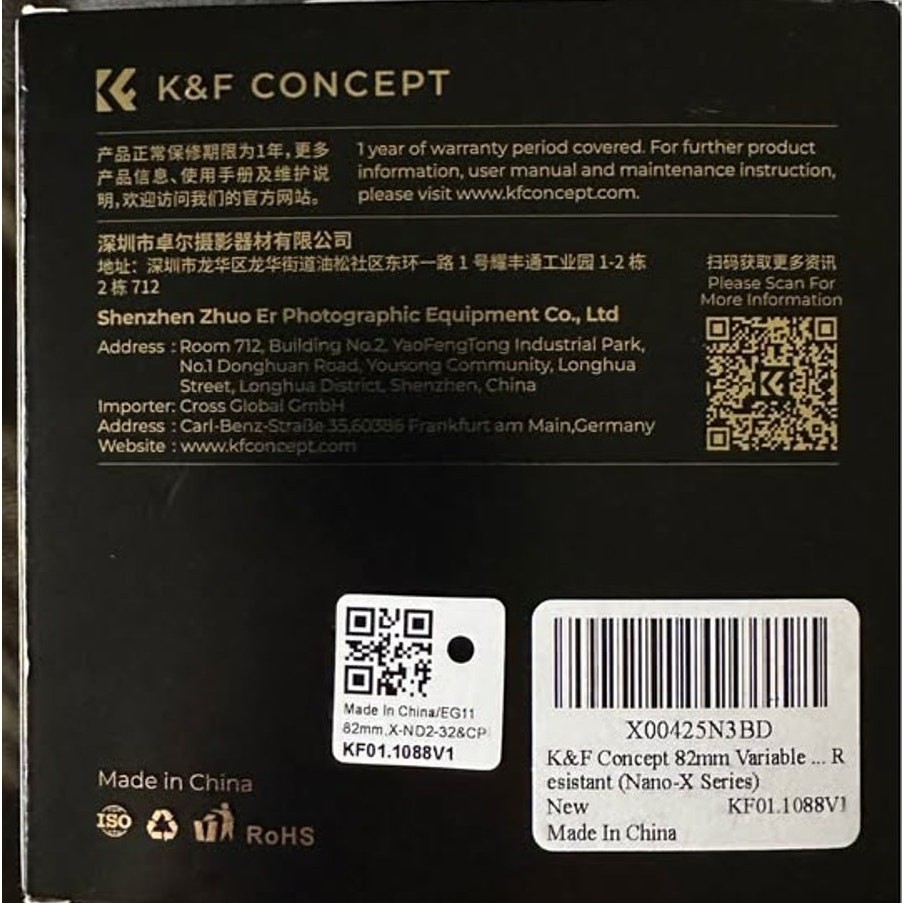 K&F CONCEPT
产品正常保修期限为1年,更多
产品信息、使用手册及维护说
明,欢迎访问我们的官方网站。
1 year of warranty period covered. For further product
information, user manual and maintenance instruction,
please visit www.kfconcept.com.
深圳市卓尔摄影器材有限公司
地址: 深圳市龙华区龙华街道油松社区东环一路 1 号耀丰通工业园 1-2 栋
2 栋 712
Shenzhen Zhuo Er Photographic Equipment Co., Ltd
Address : Room 712, Building No.2, YaoFengTong Industrial Park,
No.1 Donghuan Road, Yousong Community, Longhua
Street, Longhua District, Shenzhen, China
Importer: Cross Global GmbH
Address : Carl-Benz-Straße 35,60386 Frankfurt am Main,Germany
Website : www.kfconcept.com
扫码获取更多资讯
Please Scan For
More Information
Made In China/EG11
82mm,X-ND2-32&CP
KF01.1088V1
X00425N3BD
K&F Concept 82mm Variable ... R
esistant (Nano-X Series)
New KF01.1088V1
Made In China
Made in China
ISO
RoHS